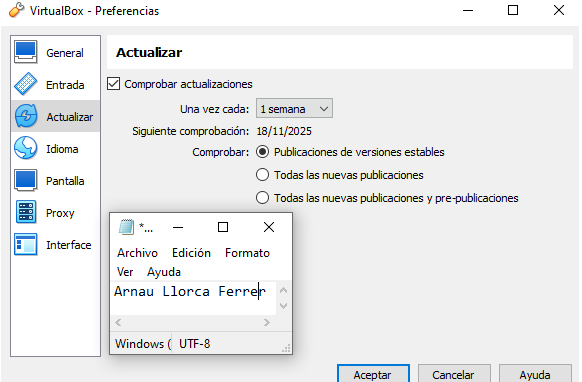 VirtualBox - Preferencias
General
Entrada
Actualizar
Idioma
Pantalla
Proxy
Interface
Actualizar
Comprobar actualizaciones
Una vez cada: 1 semana
Siguiente comprobación: 18/11/2025
Comprobar: Publicaciones de versiones estables
Todas las nuevas publicaciones
Todas las nuevas publicaciones y pre-publicaciones
*...
Archivo Edición Formato
Ver Ayuda
Arnau Llorca Ferrer
Windows ( UTF-8
Aceptar Cancelar Ayuda